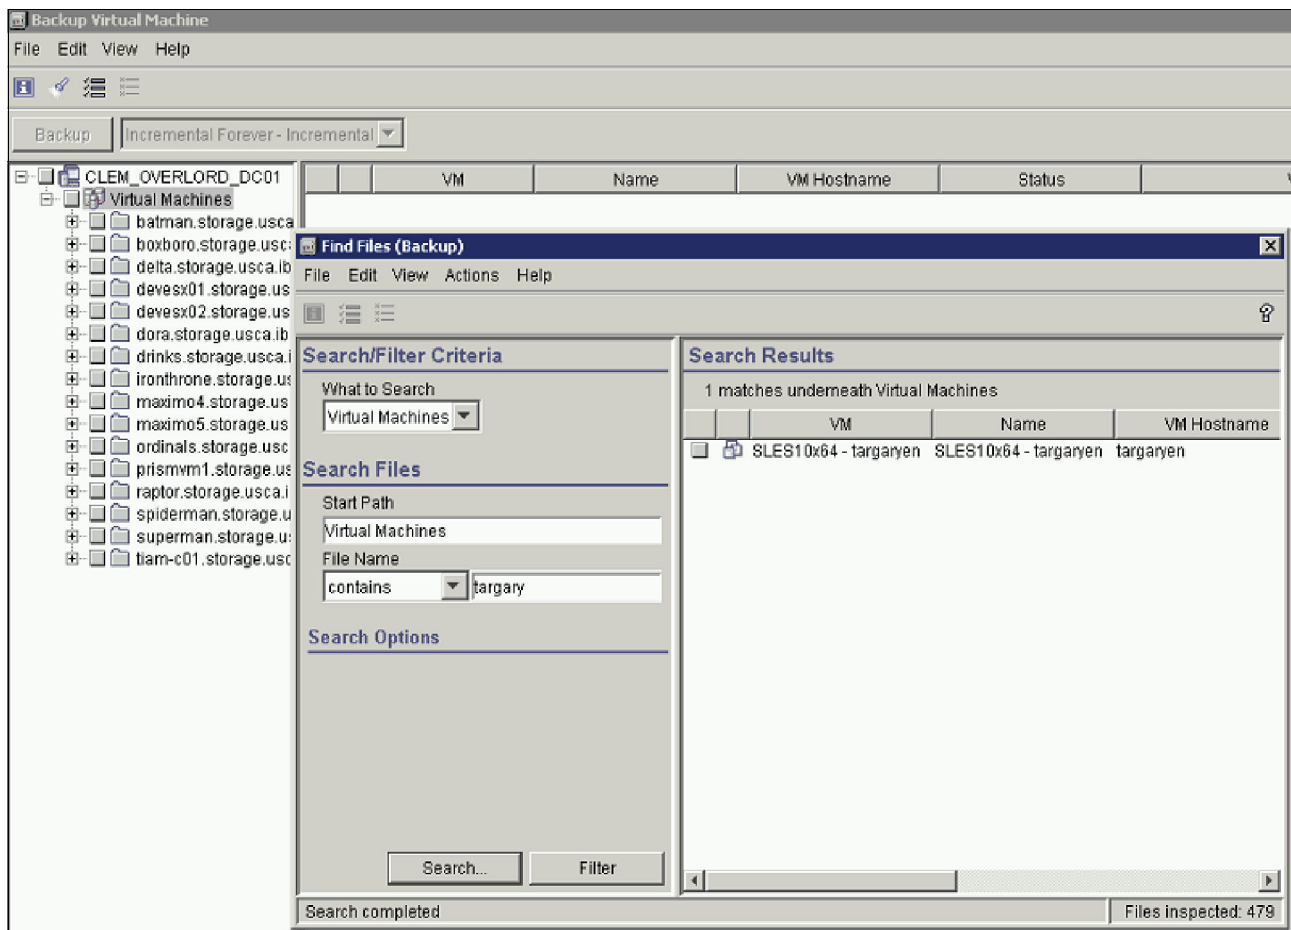 Backup Virtual Machine
File Edit View Help
Backup Incremental Forever - Incremental
CLEM_OVERLORD_DC01
Virtual Machines
batman.storage.usca
boxboro.storage.usc
delta.storage.usca.ib
devesx01.storage.us
devesx02.storage.us
dora.storage.usca.ib
drinks.storage.usca.i
ironthrone.storage.us
maximo4.storage.us
maximo5.storage.us
ordinals.storage.usc
prismvm1.storage.us
raptor.storage.usca.i
spiderman.storage.u
superman.storage.u
tiam-c01.storage.usc
VM Name VM Hostname Status
Find Files (Backup)
File Edit View Actions Help
Search/Filter Criteria
What to Search
Virtual Machines
Search Files
Start Path
Virtual Machines
File Name
contains targary
Search Options
Search... Filter
Search Results
1 matches underneath Virtual Machines
VM Name VM Hostname
SLES10x64 - targaryen SLES10x64 - targaryen targaryen
Search completed
Files inspected: 479